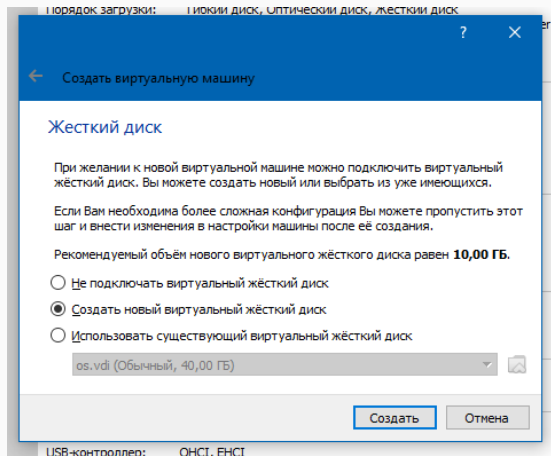 Порядок загрузки: Гибкий диск, Оптический диск, Жесткий диск
er
?
Создать виртуальную машину
Жесткий диск
При желании к новой виртуальной машине можно подключить виртуальный
жёсткий диск. Вы можете создать новый или выбрать из уже имеющихся.
Если Вам необходима более сложная конфигурация Вы можете пропустить этот
шаг и внести изменения в настройки машины после её создания.
Рекомендуемый объём нового виртуального жёсткого диска равен 10,00 ГБ.
Не подключать виртуальный жёсткий диск
Создать новый виртуальный жёсткий диск
Использовать существующий виртуальный жёсткий диск
os.vdi (Обычный, 40,00 ГБ)
Создать
Отмена
USB-контроллер: OHCI, EHCI